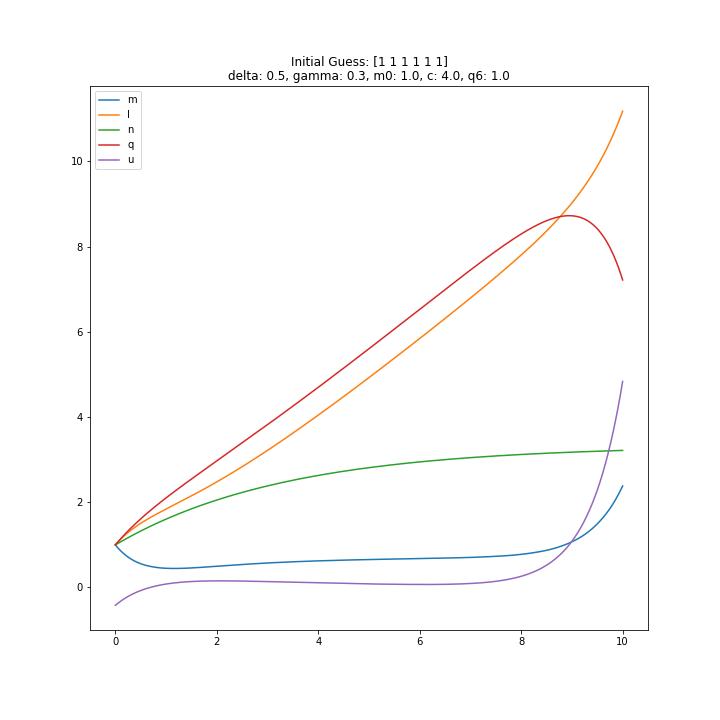 Initial Guess: [1 1 1 1 1 1]
delta: 0.5, gamma: 0.3, m0: 1.0, c: 4.0, q6: 1.0
m
l
n
q
u
10
8
6
4
2
0
0 2 4 6 8 10